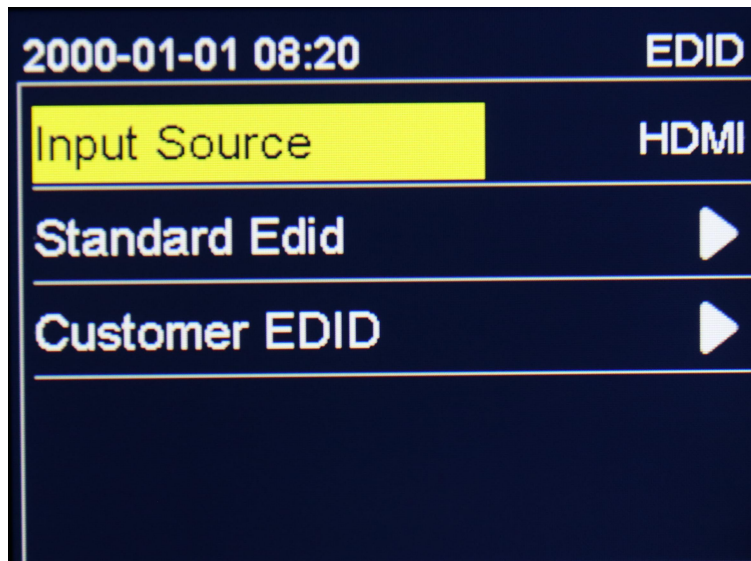 2000-01-01 08:20 EDID
Input Source HDMI
Standard Edid
Customer EDID